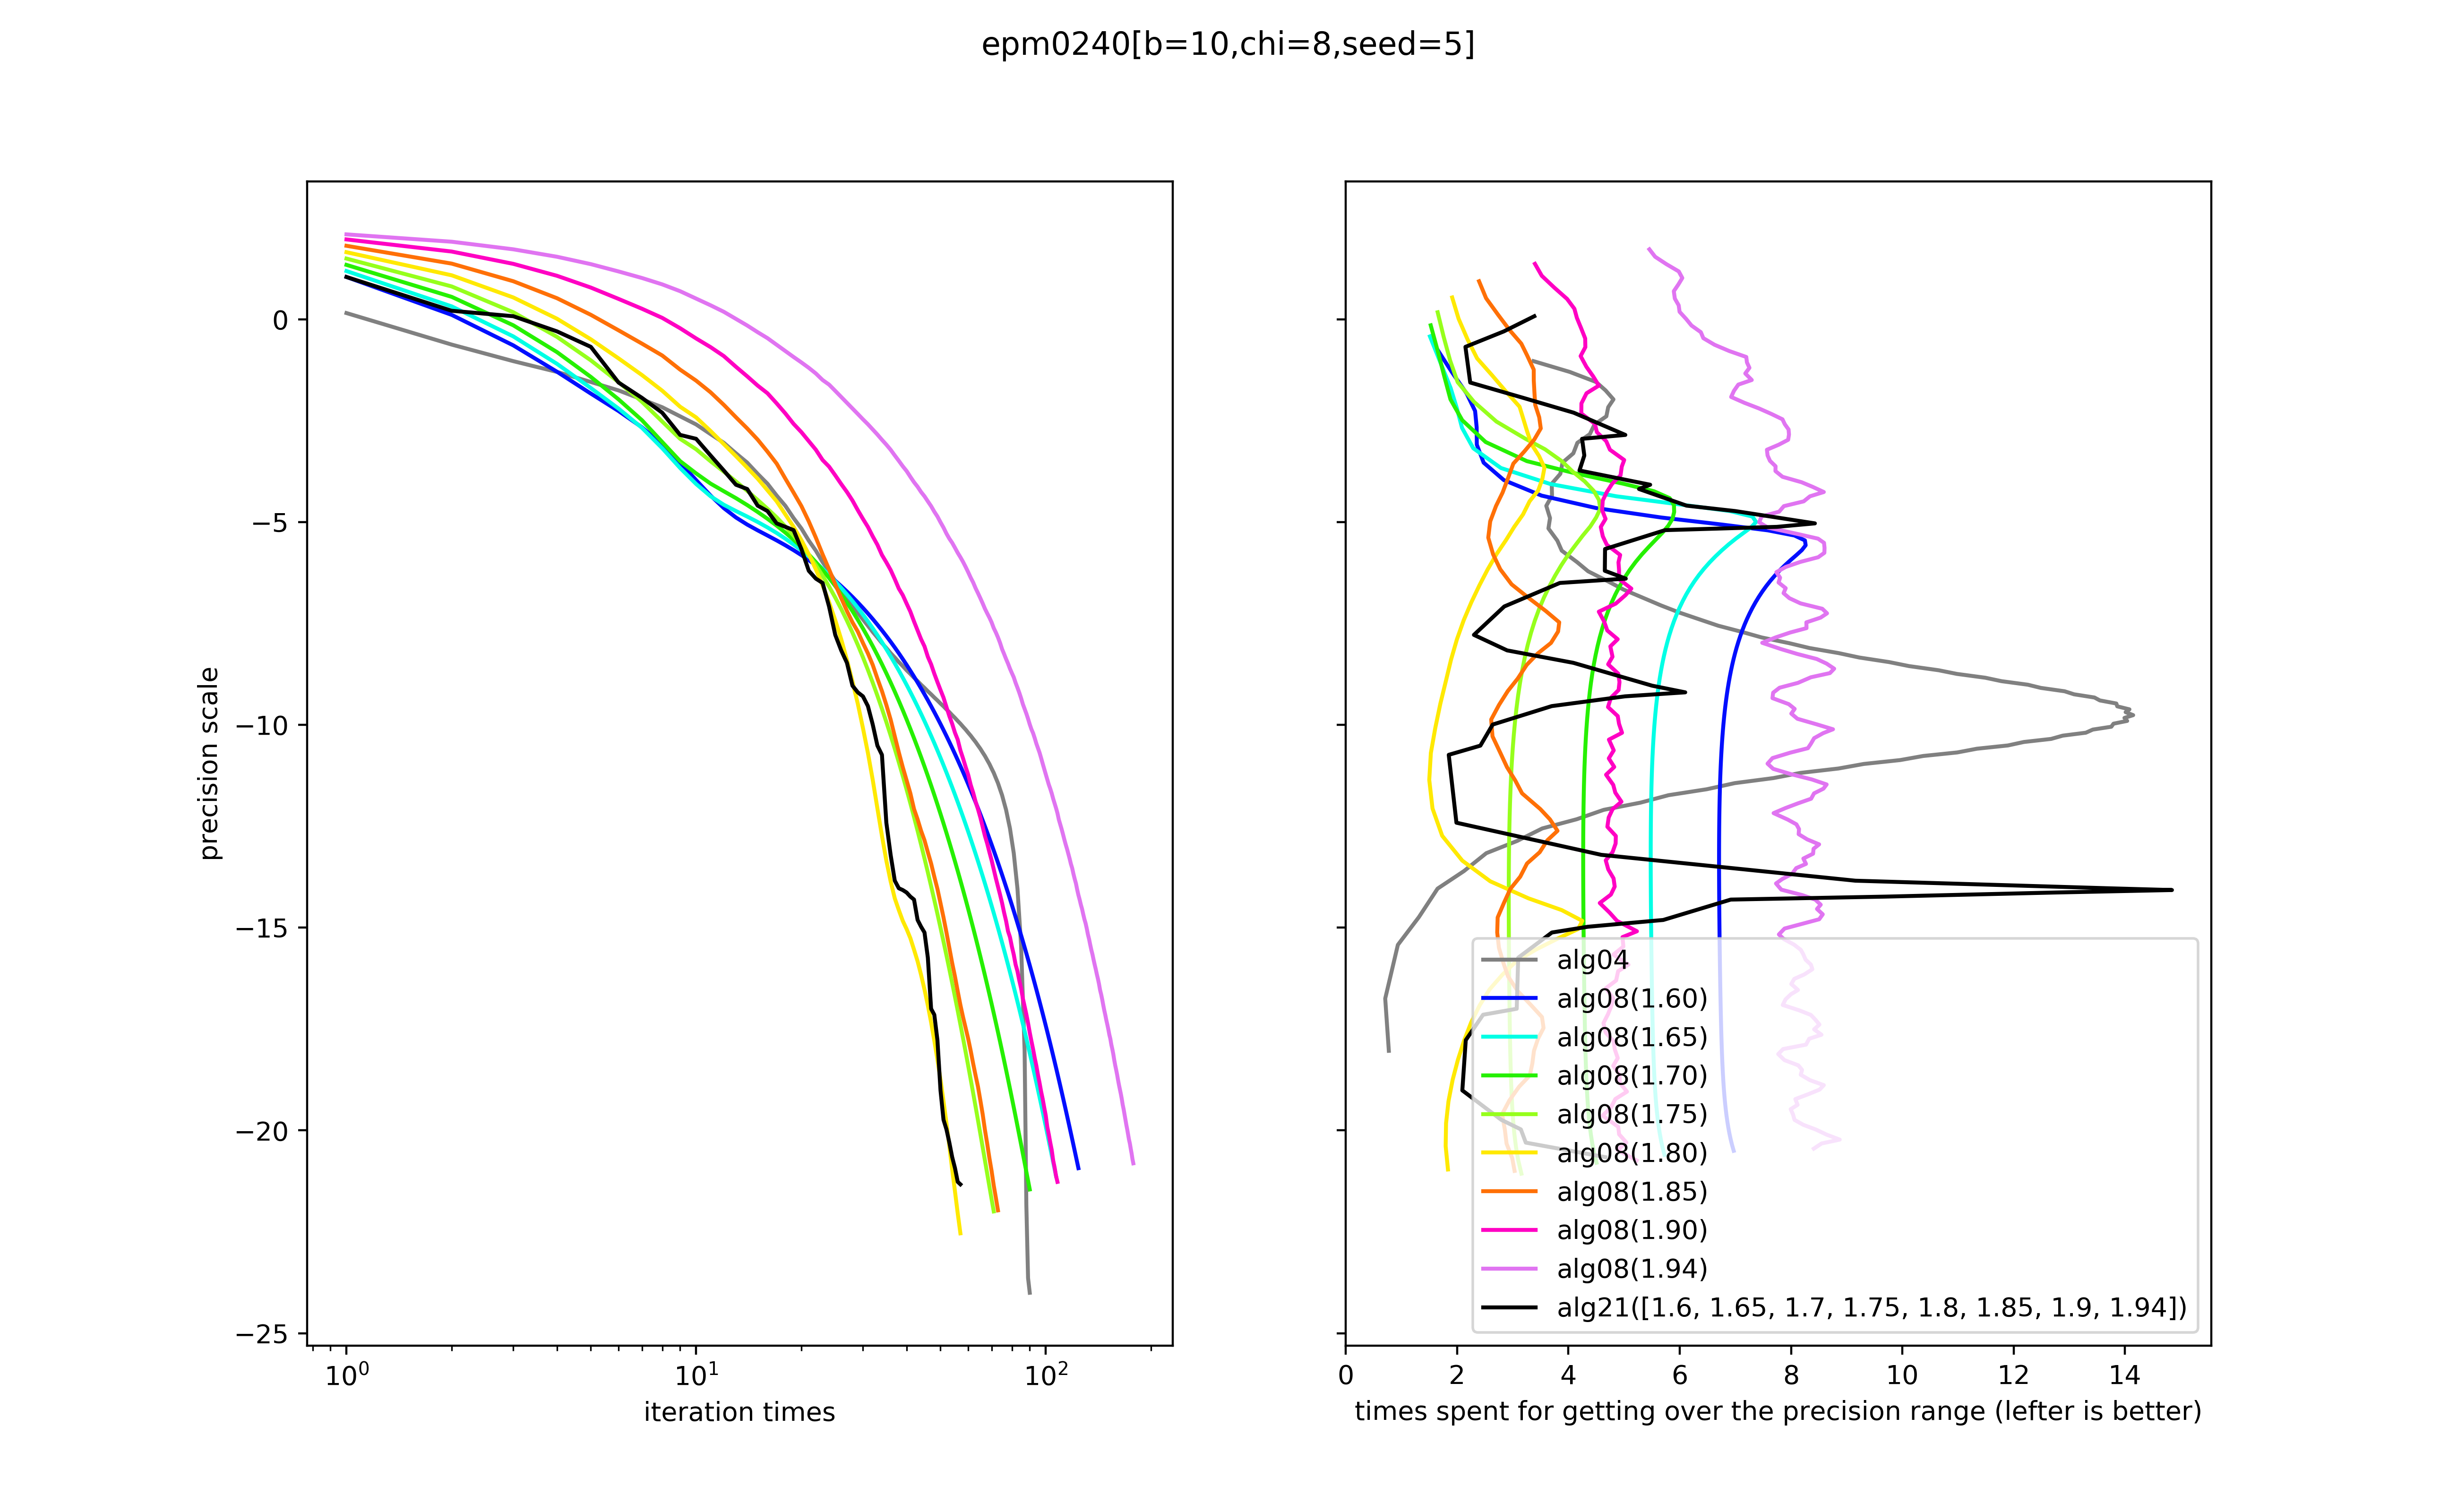 epm0240[b=10,chi=8,seed=5]
precision scale
0
−5
−10
−15
−20
−25
10⁰
10¹
10²
iteration times
0
2
4
6
8
10
12
14
times spent for getting over the precision range (lefter is better)
alg04
alg08(1.60)
alg08(1.65)
alg08(1.70)
alg08(1.75)
alg08(1.80)
alg08(1.85)
alg08(1.90)
alg08(1.94)
alg21([1.6, 1.65, 1.7, 1.75, 1.8, 1.85, 1.9, 1.94])